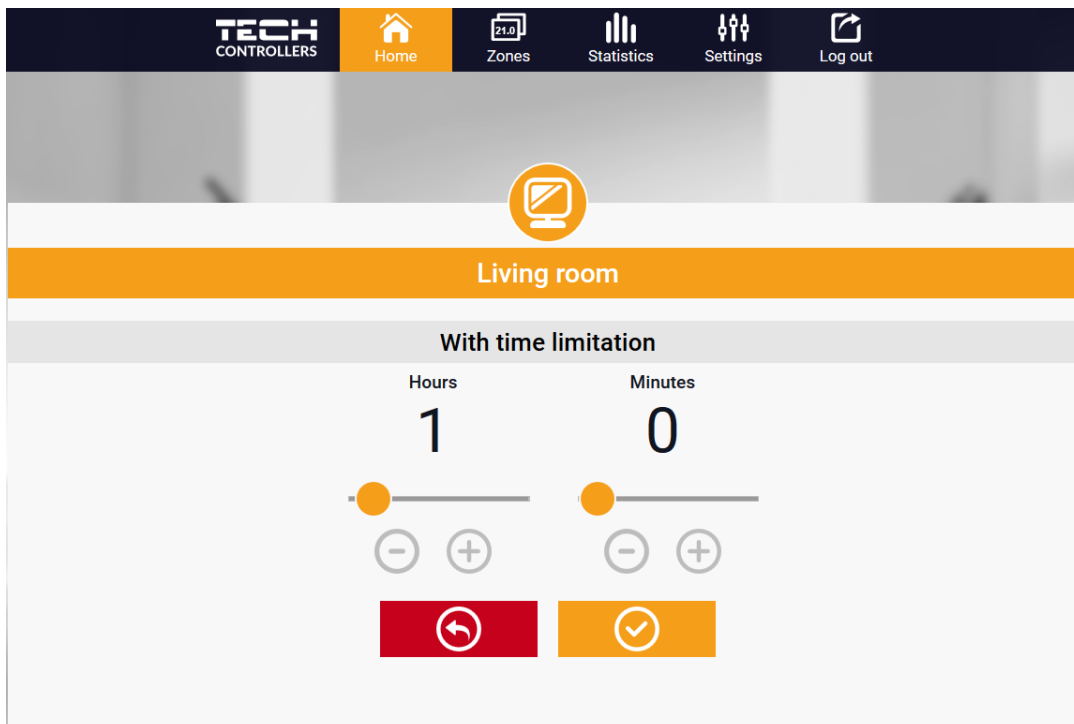 TECH
CONTROLLERS
Home
21.0
Zones
Statistics
Settings
Log out
Living room
With time limitation
Hours
Minutes
1
0